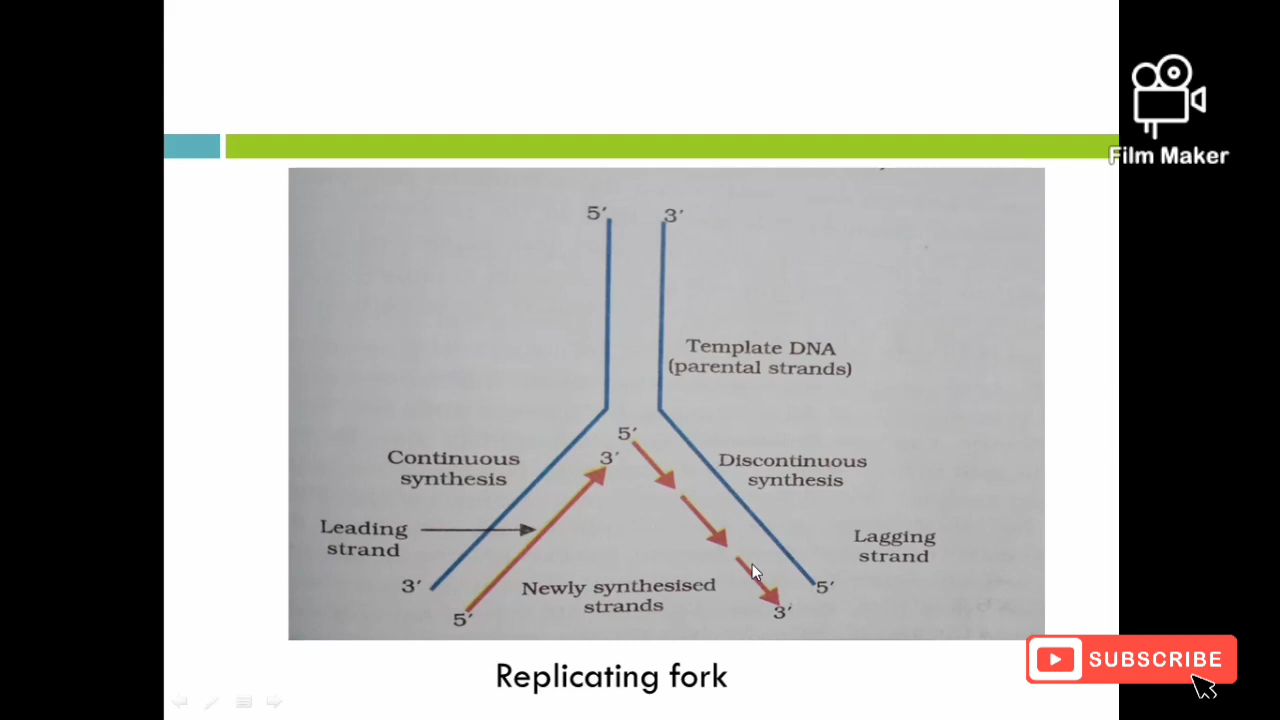 Film Maker
5′ 3′
Template DNA
(parental strands)
5′
3′
Continuous
synthesis
Discontinuous
synthesis
Leading
strand
Lagging
strand
3′
5′
Newly synthesised
strands
5′
3′
SUBSCRIBE
Replicating fork